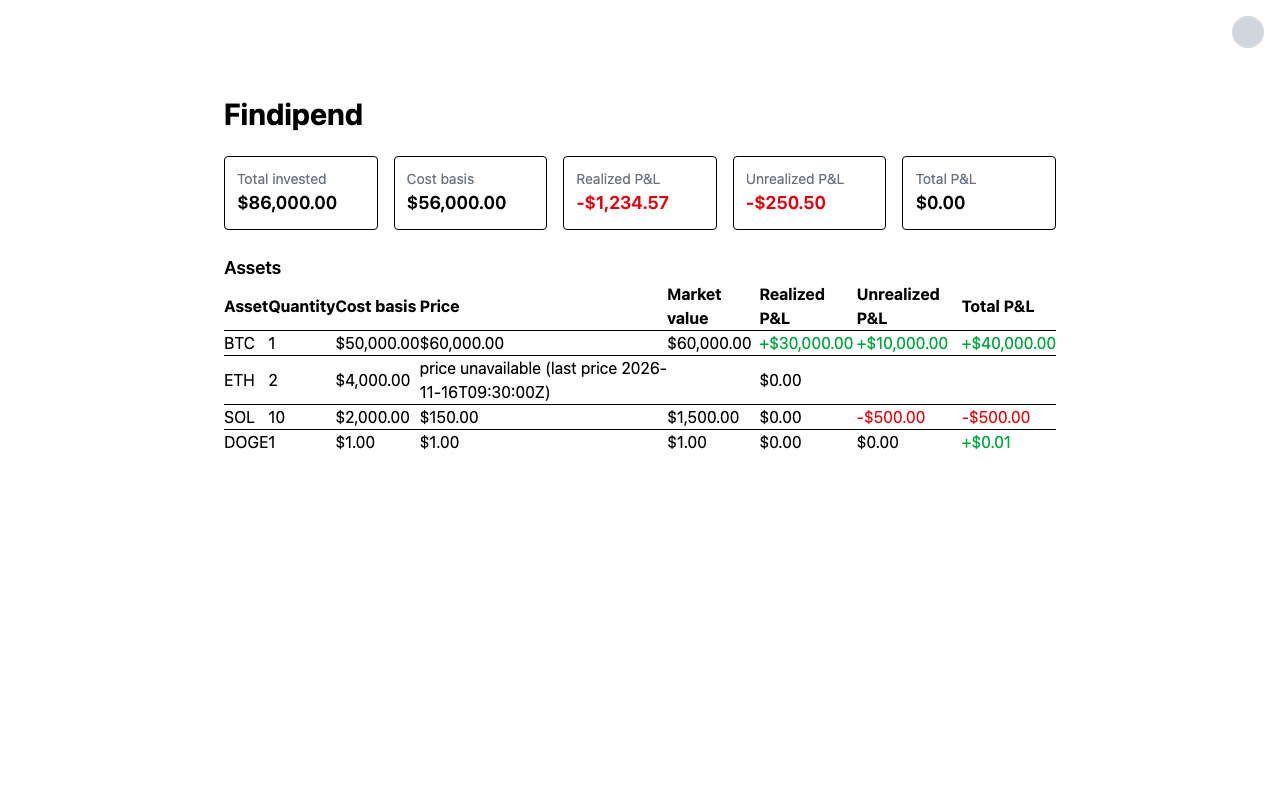 Findipend
Total invested
$86,000.00
Cost basis
$56,000.00
Realized P&L
-$1,234.57
Unrealized P&L
-$250.50
Total P&L
$0.00
Assets
Asset Quantity Cost basis Price Market value Realized P&L Unrealized P&L Total P&L
BTC 1 $50,000.00 $60,000.00 $60,000.00 +$30,000.00 +$10,000.00 +$40,000.00
ETH 2 $4,000.00 price unavailable (last price 2026-11-16T09:30:00Z) $0.00
SOL 10 $2,000.00 $150.00 $1,500.00 $0.00 -$500.00 -$500.00
DOGE 1 $1.00 $1.00 $1.00 $0.00 $0.00 +$0.01